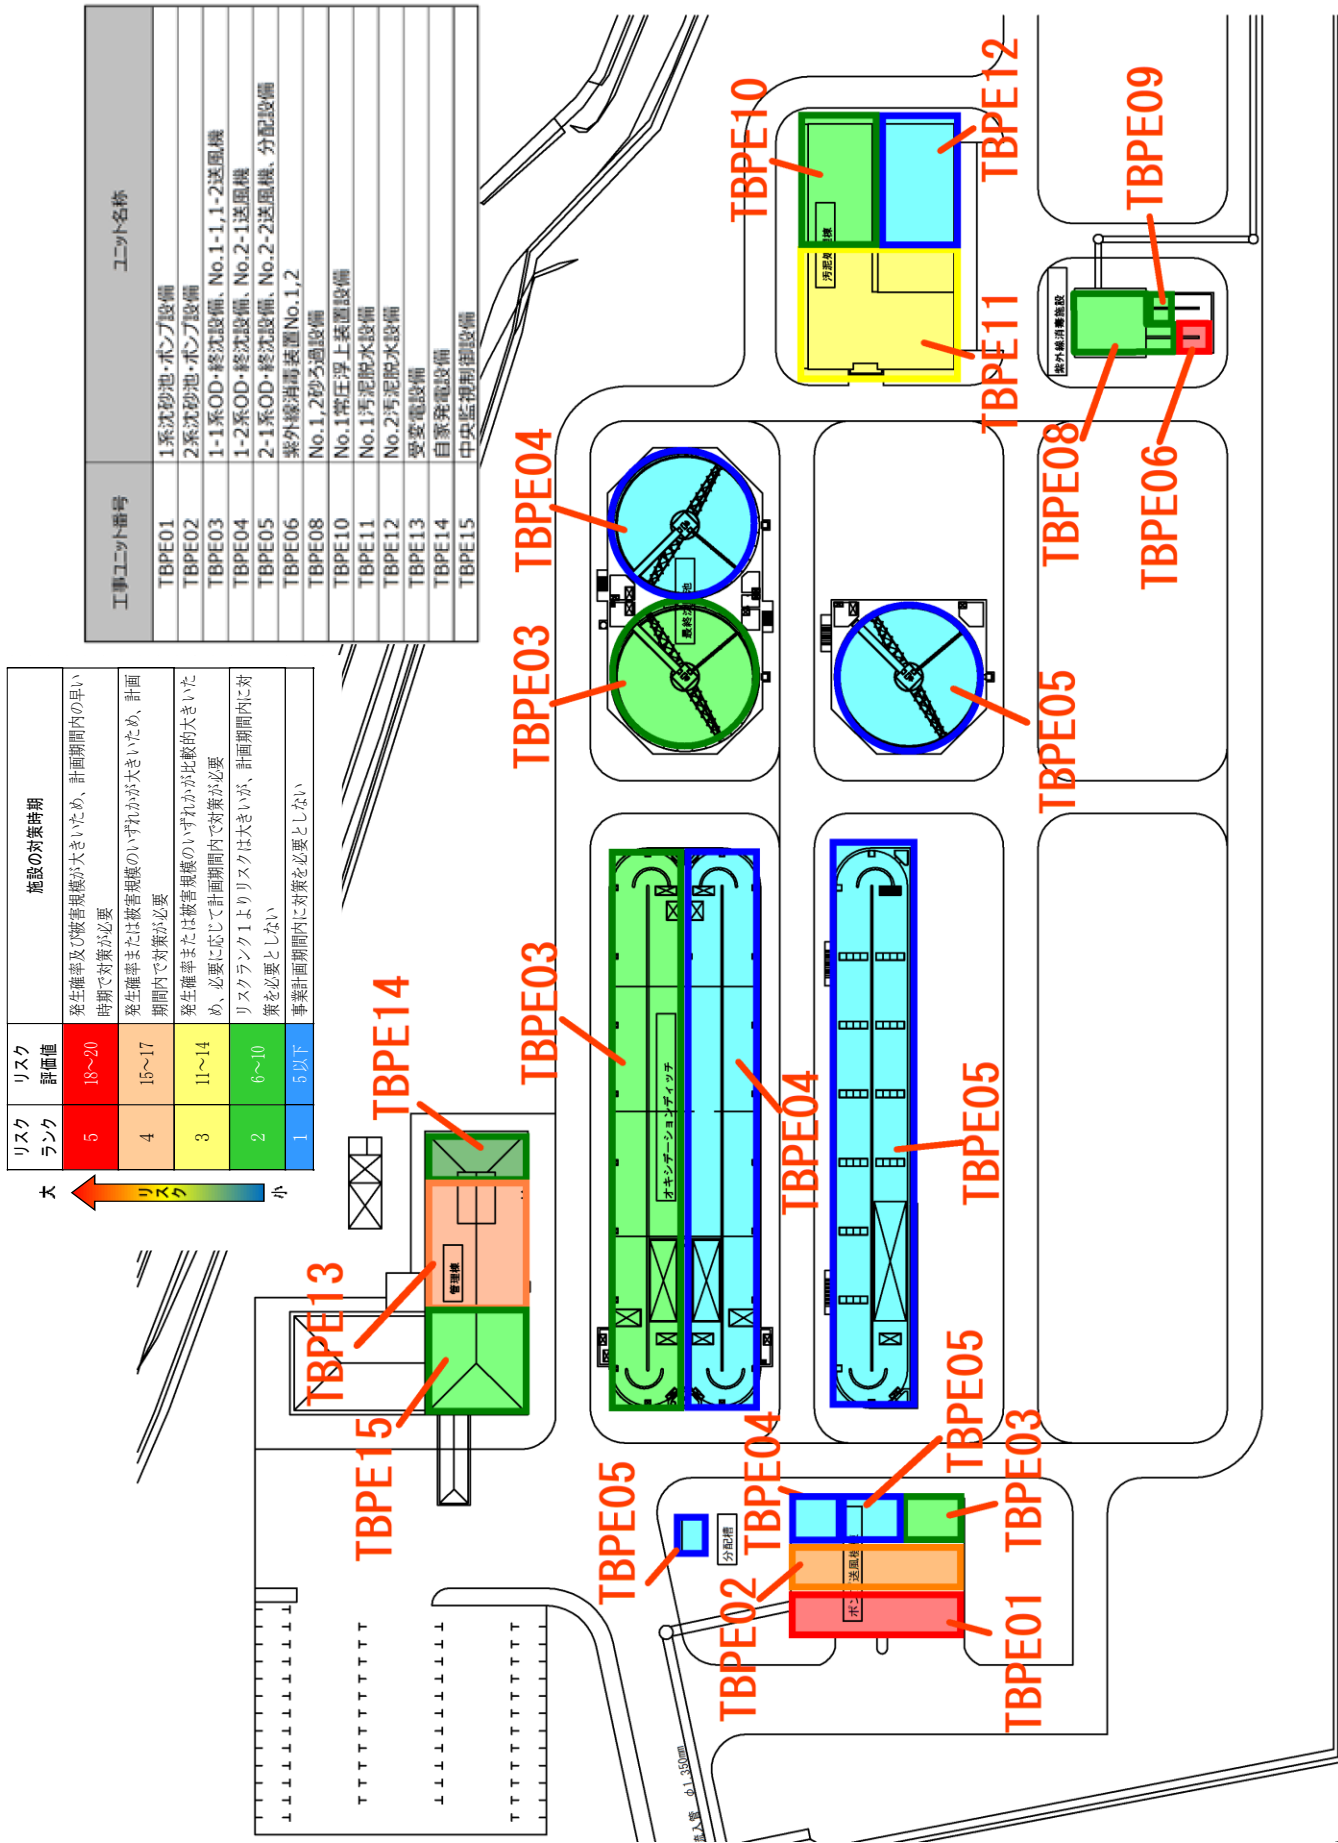 リスク
ランク
リスク
評価値
施設の対策時期
5
18～20
発生確率及び被害規模が大きいため、計画期間内の早い
時期で対策が必要
4
15～17
発生確率または被害規模のいずれかが大きいため、計画
期間内で対策が必要
3
11～14
発生確率または被害規模のいずれかが比較的大きいた
め、必要に応じて計画期間内で対策が必要
2
6～10
リスクランク1よりリスクは大きいが、計画期間内に対
策を必要としない
1
5以下
事業計画期間内に対策を必要としない
大
リスク
小
工事ユニット番号 ユニット名称
TBPE01 1系沈砂池・ポンプ設備
TBPE02 2系沈砂池・ポンプ設備
TBPE03 1-1系OD・終沈設備、No.1-1,1-2送風機
TBPE04 1-2系OD・終沈設備、No.2-1送風機
TBPE05 2-1系OD・終沈設備、No.2-2送風機、分配設備
TBPE06 紫外線消毒装置No.1,2
TBPE08 No.1,2砂ろ過設備
TBPE10 No.1常圧浮上装置設備
TBPE11 No.1汚泥脱水設備
TBPE12 No.2汚泥脱水設備
TBPE13 受変電設備
TBPE14 自家発電設備
TBPE15 中央監視制御設備
TBPE15
TBPE13
TBPE14
管理棟
TBPE03
TBPE03
TBPE04
オキシデーションディッチ
TBPE04
最終沈
池
TBPE05
TBPE05
TBPE10
TBPE12
TBPE11
汚泥処
棟
TBPE09
TBPE08
TBPE06
紫外線消毒施設
TBPE05
分配槽
TBPE04
TBPE05
TBPE03
TBPE02
TBPE01
ポン
送風機
流入管 φ1,350mm